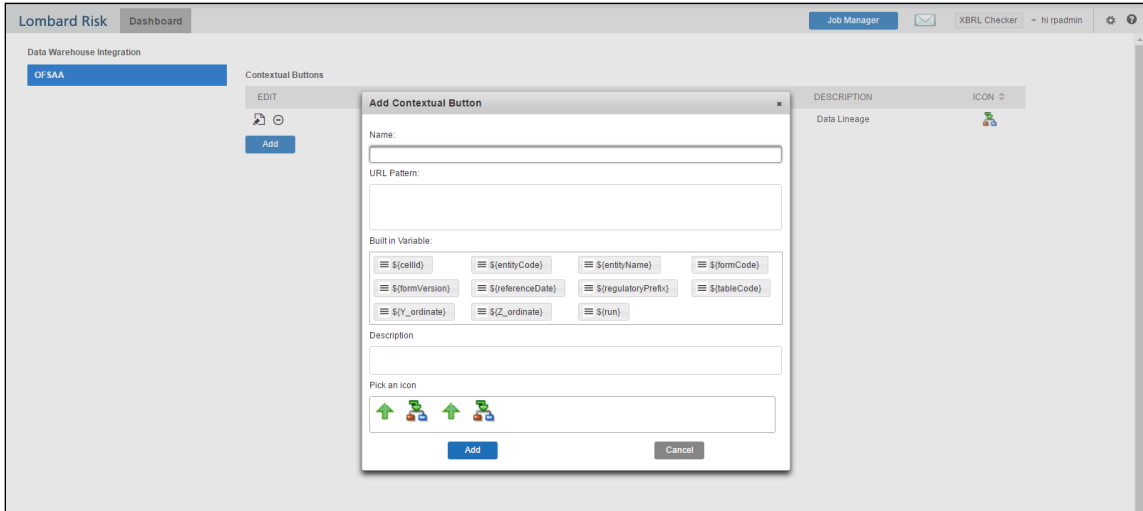 Lombard Risk Dashboard Job Manager XBRL Checker hi rpadmin
Data Warehouse Integration
OFSAA
Contextual Buttons
EDIT DESCRIPTION ICON
Data Lineage
Add
Add Contextual Button ×
Name:
URL Pattern:
Built in Variable:
${cellId} ${entityCode} ${entityName} ${formCode}
${formVersion} ${referenceDate} ${regulatoryPrefix} ${tableCode}
${Y_ordinate} ${Z_ordinate} ${run}
Description
Pick an icon
Add Cancel